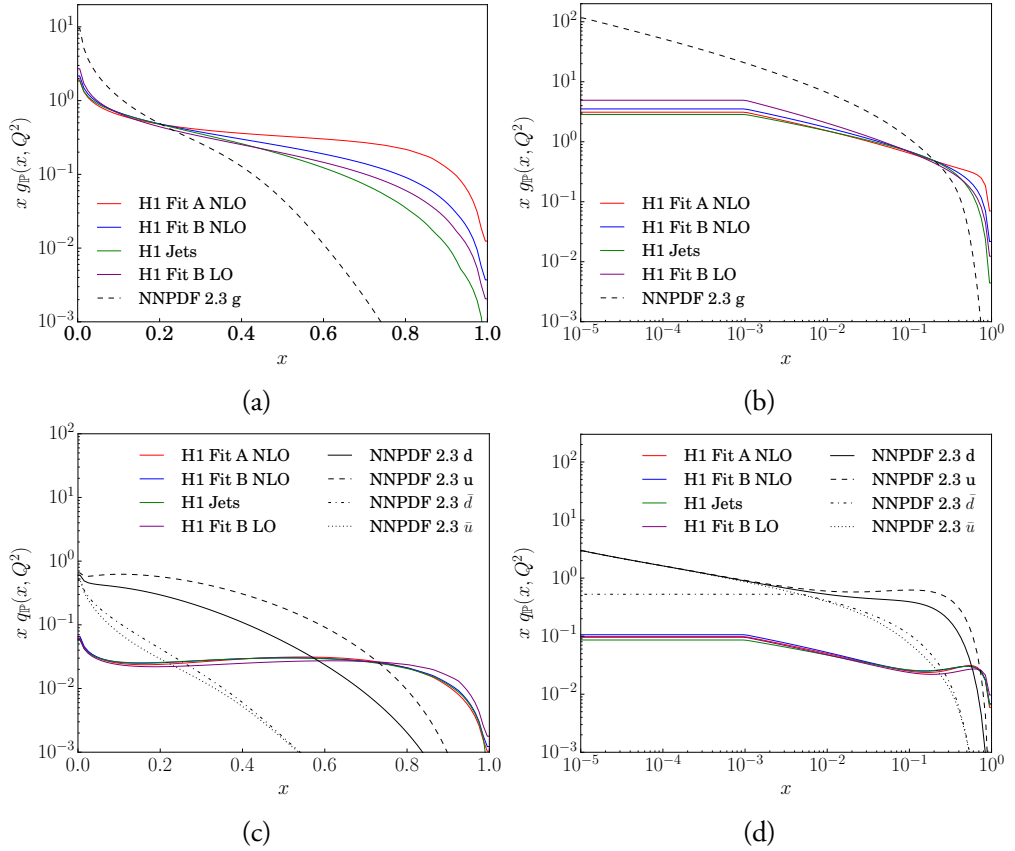 10^1
10^0
10^{-1}
10^{-2}
10^{-3}
x g_ℙ(x, Q^2)
H1 Fit A NLO
H1 Fit B NLO
H1 Jets
H1 Fit B LO
NNPDF 2.3 g
0.0 0.2 0.4 0.6 0.8 1.0
x
(a)
10^2
10^1
10^0
10^{-1}
10^{-2}
10^{-3}
x g_ℙ(x, Q^2)
H1 Fit A NLO
H1 Fit B NLO
H1 Jets
H1 Fit B LO
NNPDF 2.3 g
10^{-5} 10^{-4} 10^{-3} 10^{-2} 10^{-1} 10^0
x
(b)
10^2
10^1
10^0
10^{-1}
10^{-2}
10^{-3}
x q_ℙ(x, Q^2)
H1 Fit A NLO NNPDF 2.3 d
H1 Fit B NLO NNPDF 2.3 u
H1 Jets NNPDF 2.3 d̄
H1 Fit B LO NNPDF 2.3 ū
0.0 0.2 0.4 0.6 0.8 1.0
x
(c)
10^2
10^1
10^0
10^{-1}
10^{-2}
10^{-3}
x q_ℙ(x, Q^2)
H1 Fit A NLO NNPDF 2.3 d
H1 Fit B NLO NNPDF 2.3 u
H1 Jets NNPDF 2.3 d̄
H1 Fit B LO NNPDF 2.3 ū
10^{-5} 10^{-4} 10^{-3} 10^{-2} 10^{-1} 10^0
x
(d)